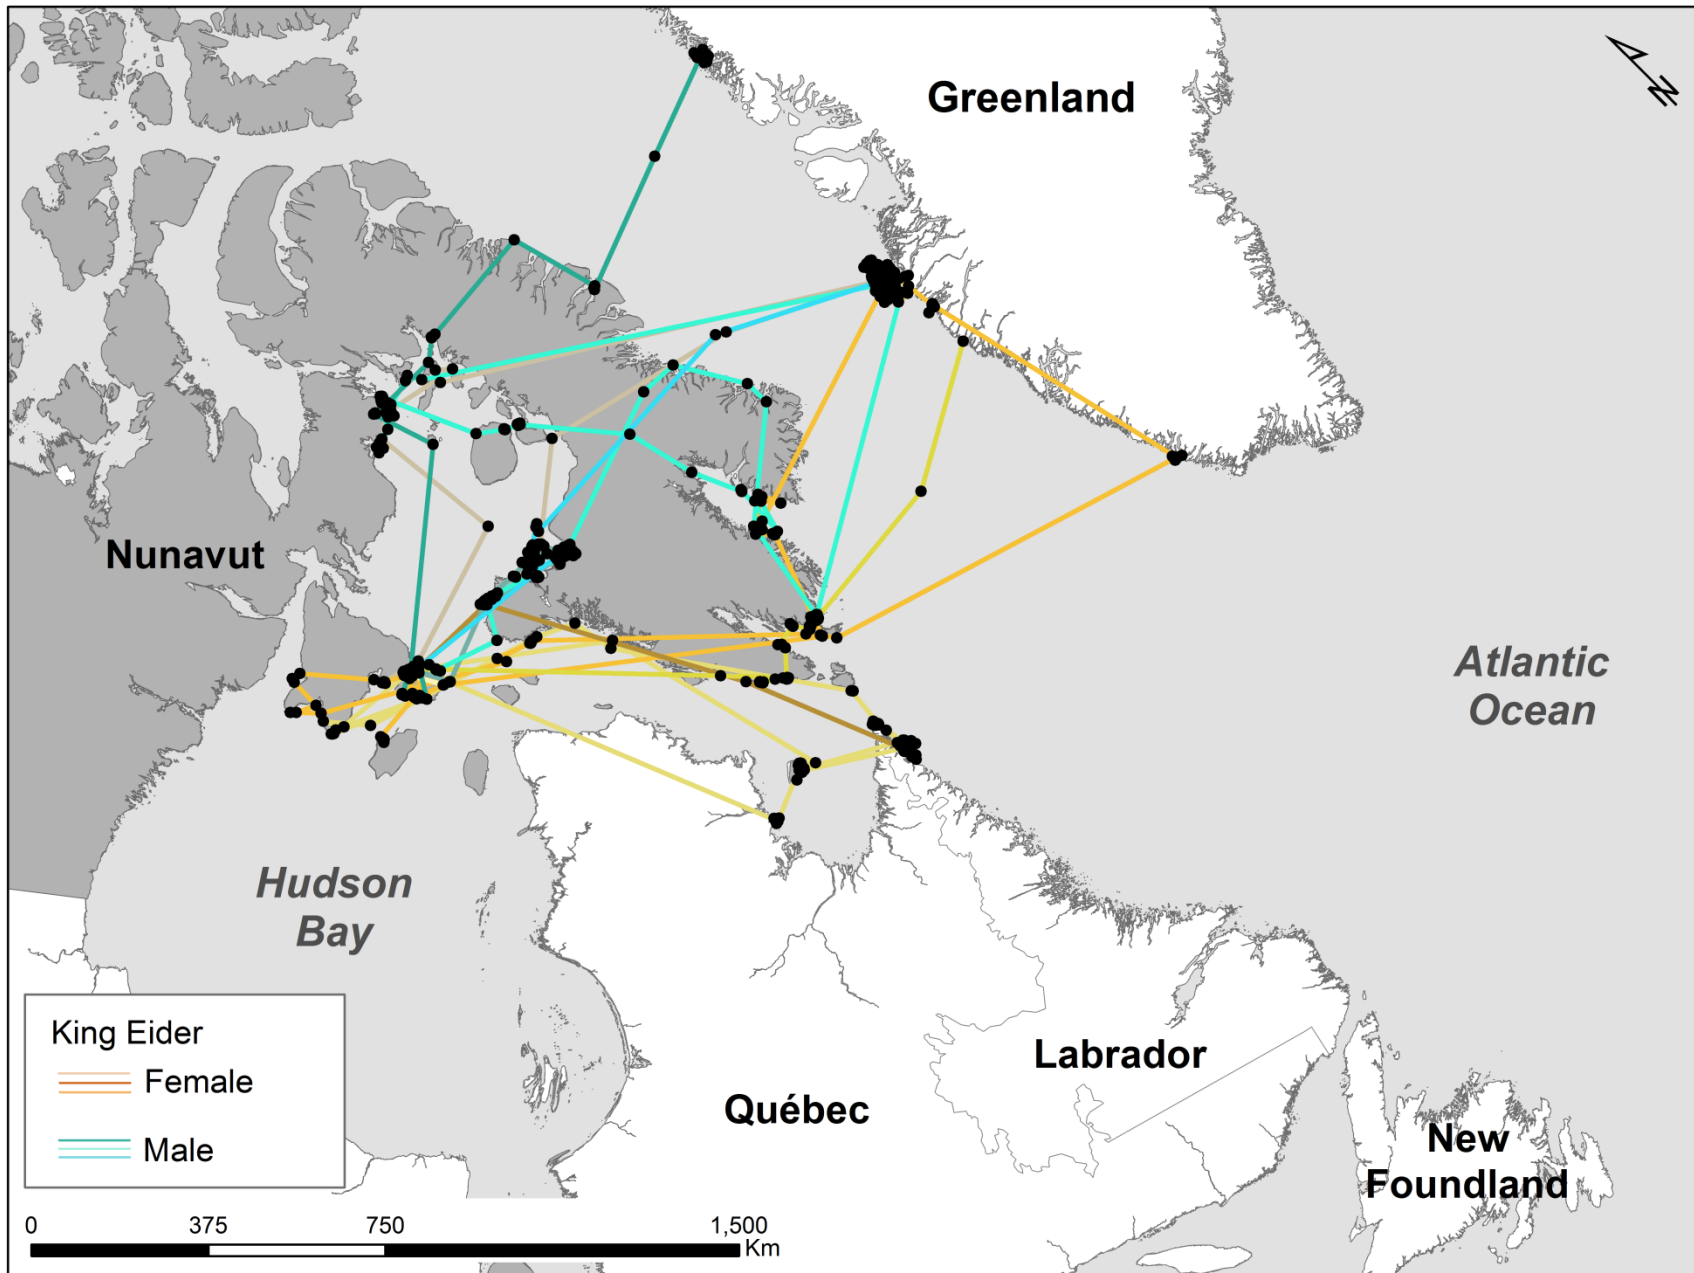 N
Greenland
Nunavut
Atlantic
Ocean
Hudson
Bay
King Eider
Female
Male
Labrador
Québec
New
Foundland
0 375 750 1,500
Km